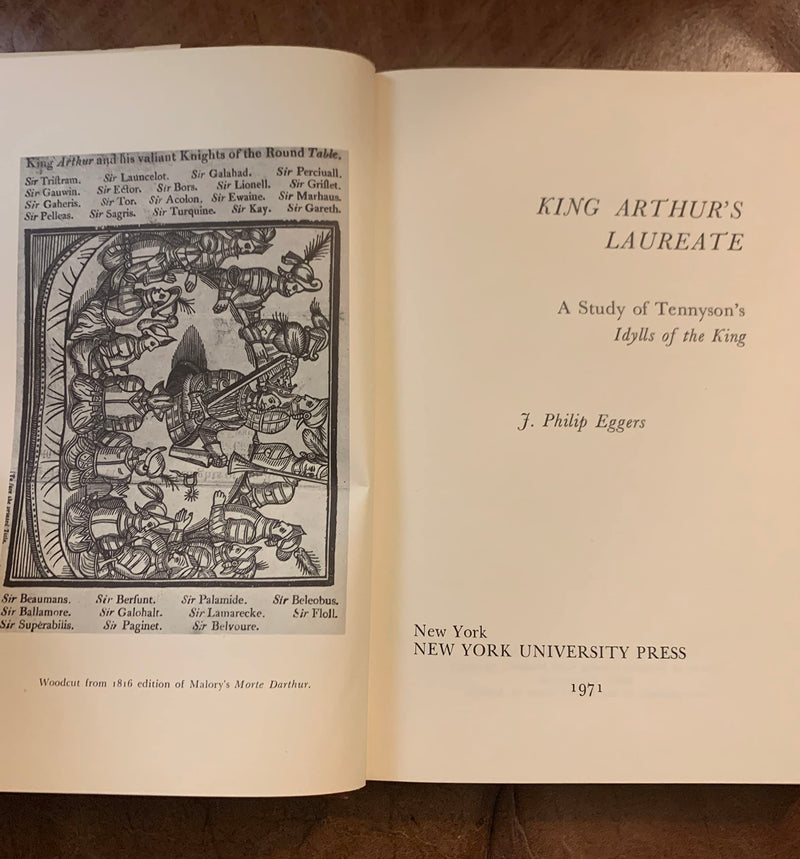 King Arthur and his valiant Knights of the Round Table.
Sir Triſtram. Sir Launcelot. Sir Galahad. Sir Perciuall.
Sir Gauwin. Sir Ector. Sir Bors. Sir Lionell. Sir Griflet.
Sir Gaheris. Sir Tor. Sir Acolon. Sir Ewaine. Sir Marhaus.
Sir Pelleas. Sir Sagris. Sir Turquine. Sir Kay. Sir Gareth.
Sir Beaumans. Sir Berſunt. Sir Palamide. Sir Beleobus.
Sir Ballamore. Sir Galohalt. Sir Lamarecke. Sir Floll.
Sir Superabilis. Sir Paginet. Sir Belvoure.
Woodcut from 1816 edition of Malory's Morte Darthur.
KING ARTHUR'S
LAUREATE
A Study of Tennyson's
Idylls of the King
J. Philip Eggers
New York
NEW YORK UNIVERSITY PRESS
1971